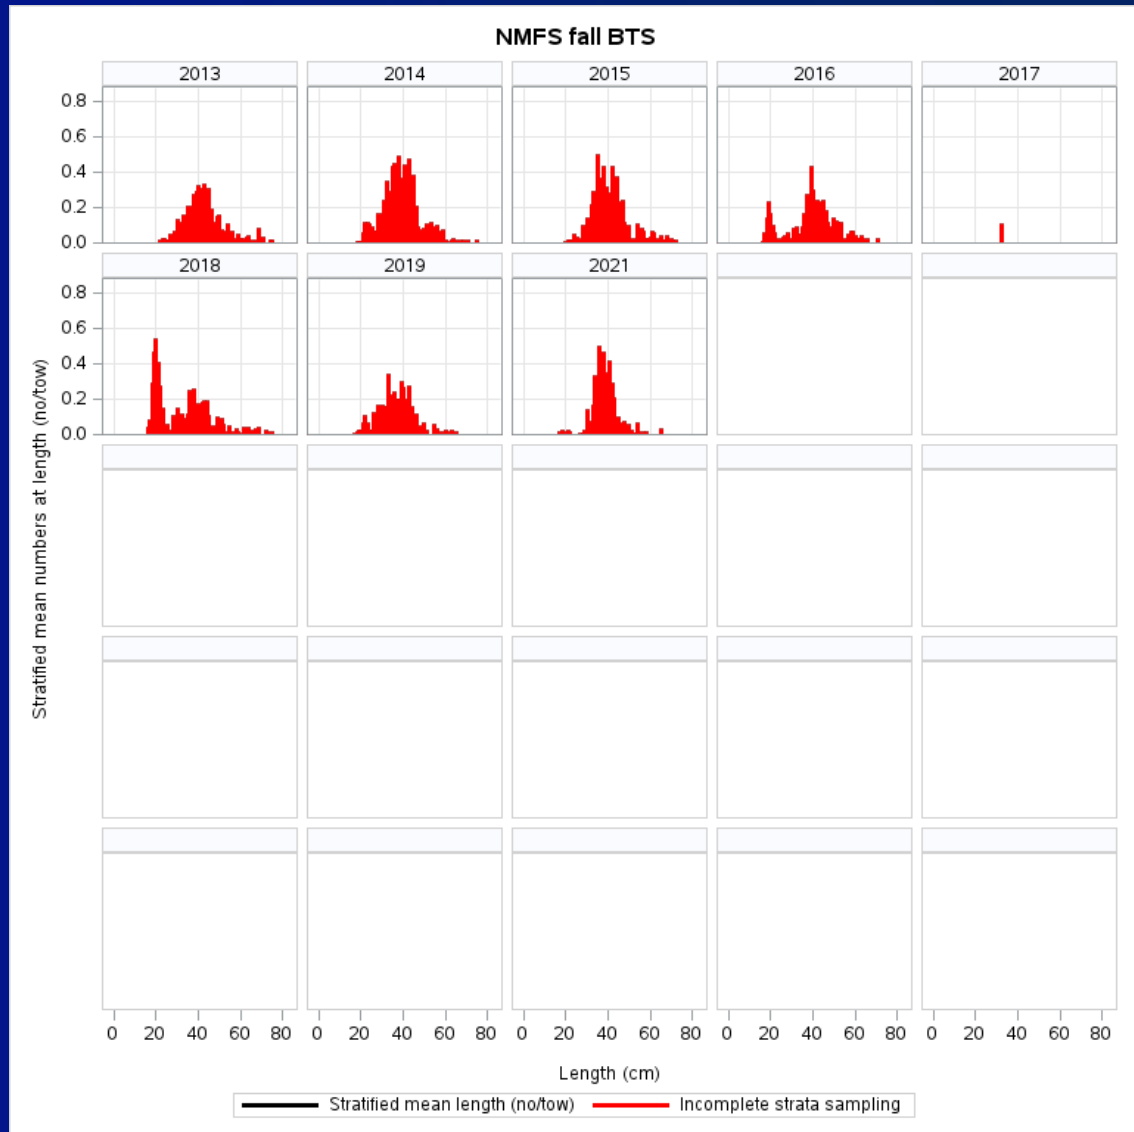 NMFS fall BTS
2013 2014 2015 2016 2017
0.8
0.6
0.4
0.2
0.0
2018 2019 2021
0.8
0.6
0.4
0.2
0.0
Stratified mean numbers at length (no/tow)
0 20 40 60 80 0 20 40 60 80 0 20 40 60 80 0 20 40 60 80 0 20 40 60 80
Length (cm)
Stratified mean length (no/tow) Incomplete strata sampling